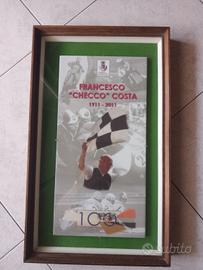 FRANCESCO
"CHECCO" COSTA
1911 - 2011
100
subito